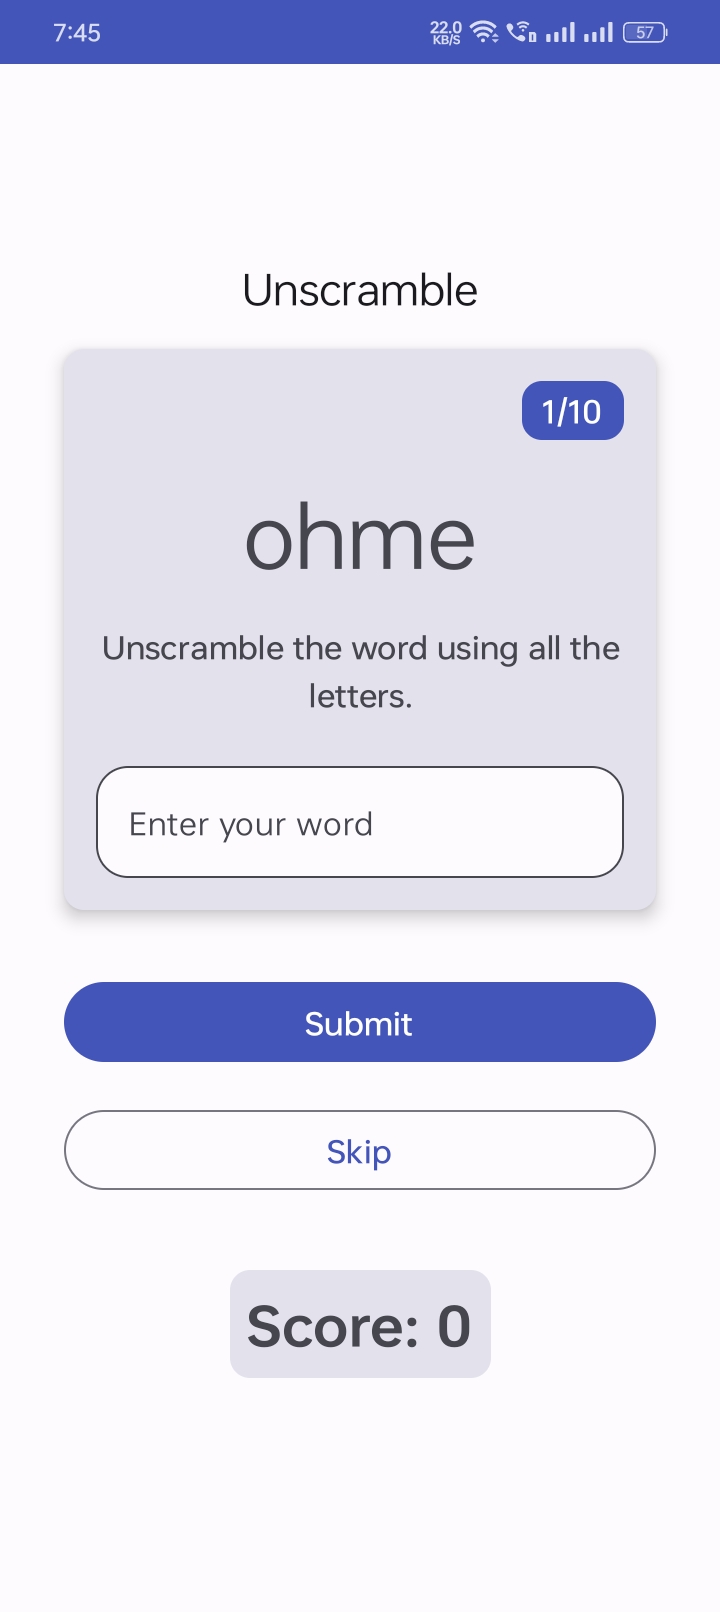 7:45
22.0
KB/S
57
Unscramble
1/10
ohme
Unscramble the word using all the
letters.
Enter your word
Submit
Skip
Score: 0